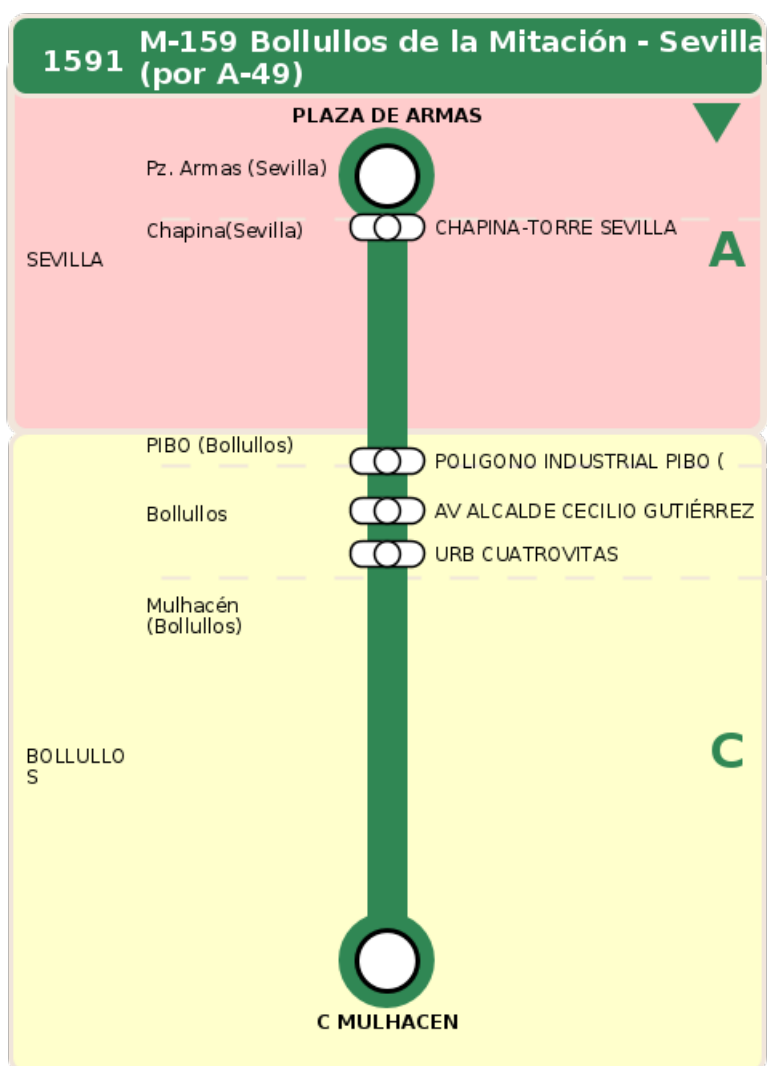 1591
M-159 Bollullos de la Mitación - Sevilla
(por A-49)
PLAZA DE ARMAS
Pz. Armas (Sevilla)
Chapina(Sevilla)
CHAPINA-TORRE SEVILLA
A
SEVILLA
PIBO (Bollullos)
POLIGONO INDUSTRIAL PIBO (
Bollullos
AV ALCALDE CECILIO GUTIÉRREZ
URB CUATROVITAS
Mulhacén
(Bollullos)
C
BOLLULLO
S
C MULHACEN